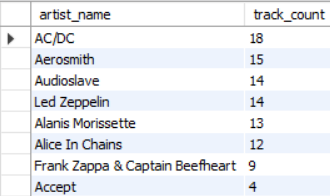 artist_name track_count
AC/DC 18
Aerosmith 15
Audioslave 14
Led Zeppelin 14
Alanis Morissette 13
Alice In Chains 12
Frank Zappa & Captain Beefheart 9
Accept 4